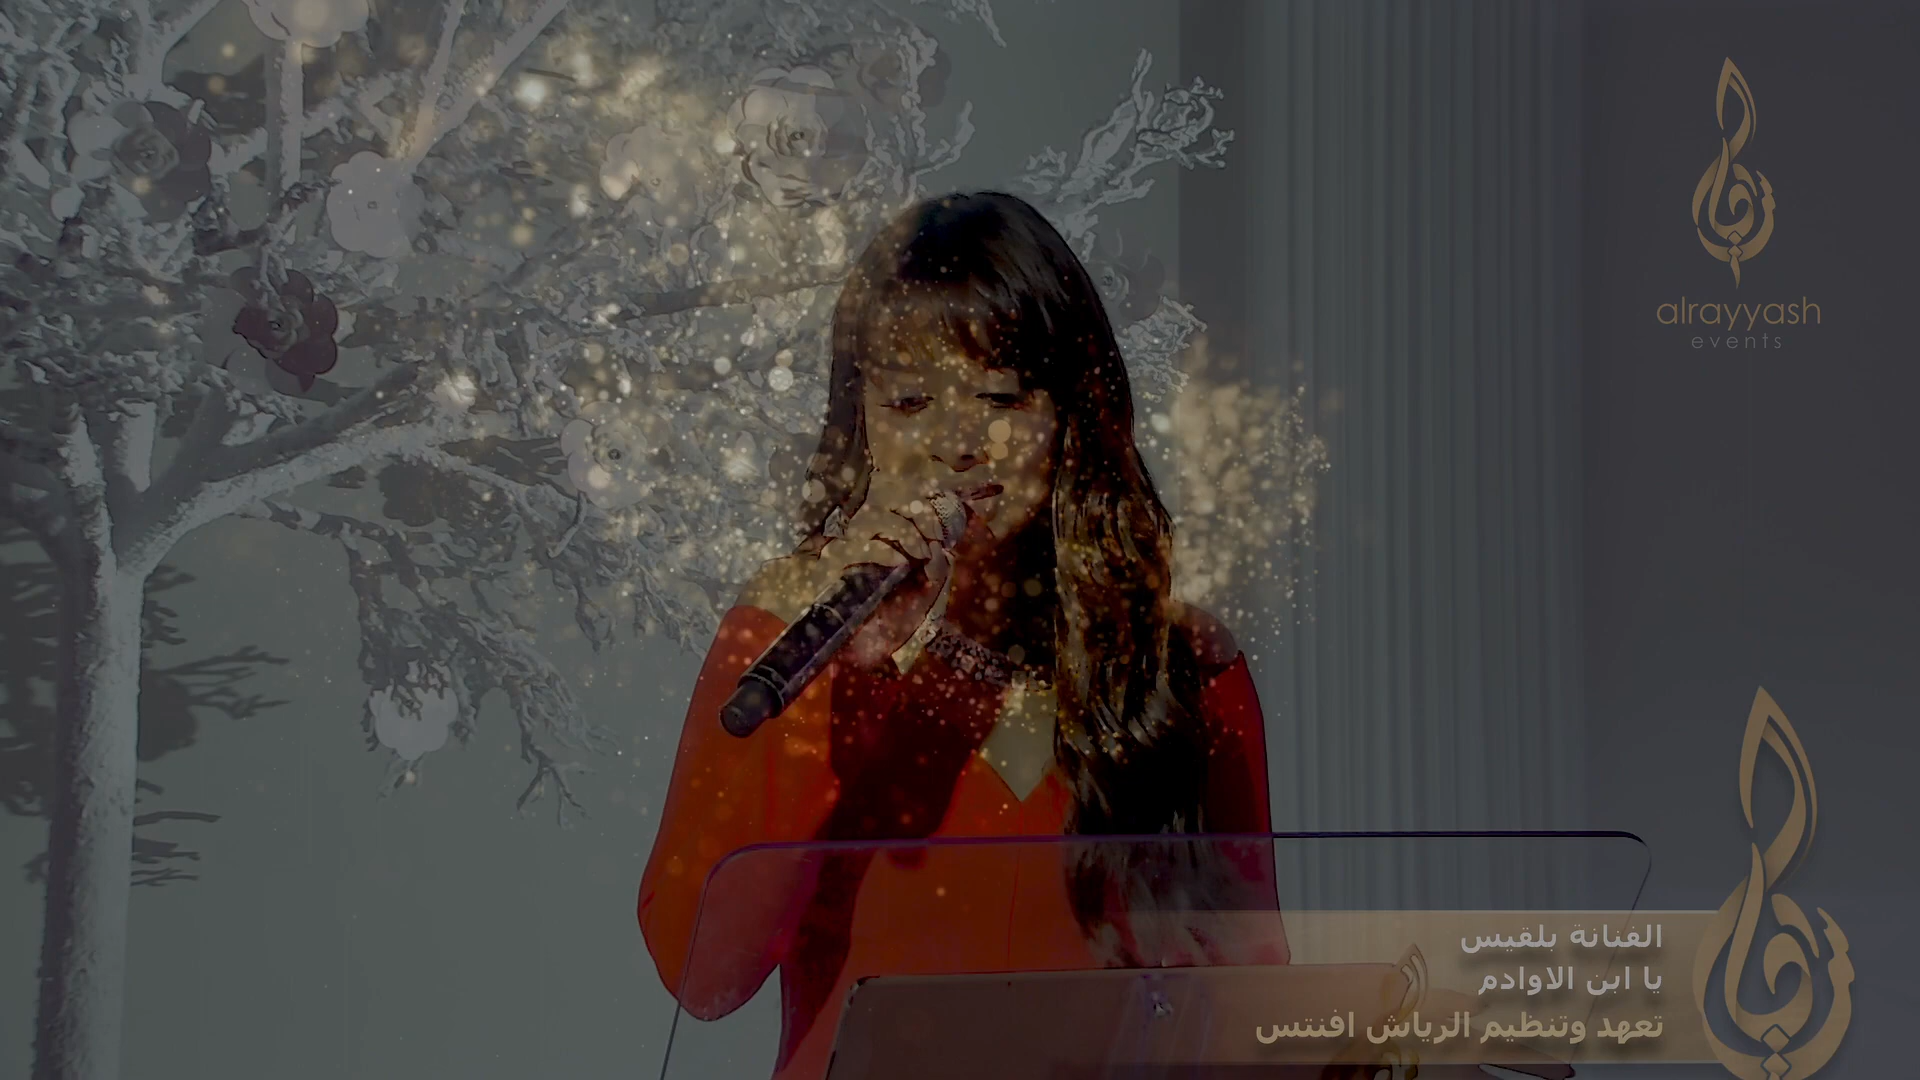 alrayyash
events
الفنانة بلقيس
يا ابن الاوادم
تعهد وتنظيم الرياش افنتس